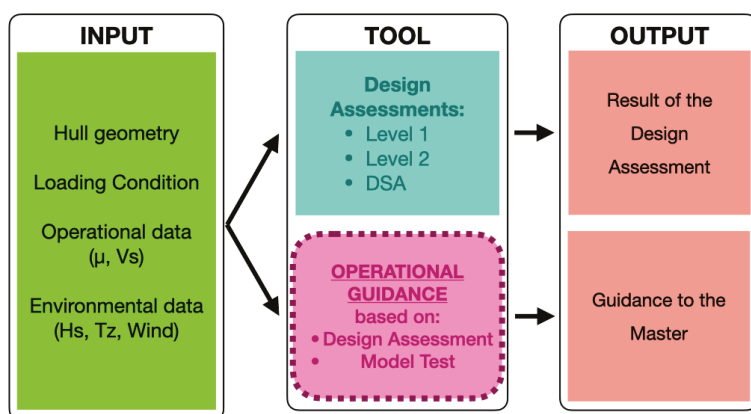 INPUT
Hull geometry
Loading Condition
Operational data
(μ, Vs)
Environmental data
(Hs, Tz, Wind)
TOOL
Design
Assessments:
• Level 1
• Level 2
• DSA
OPERATIONAL
GUIDANCE
based on:
• Design Assessment
• Model Test
OUTPUT
Result of the
Design
Assessment
Guidance to the
Master